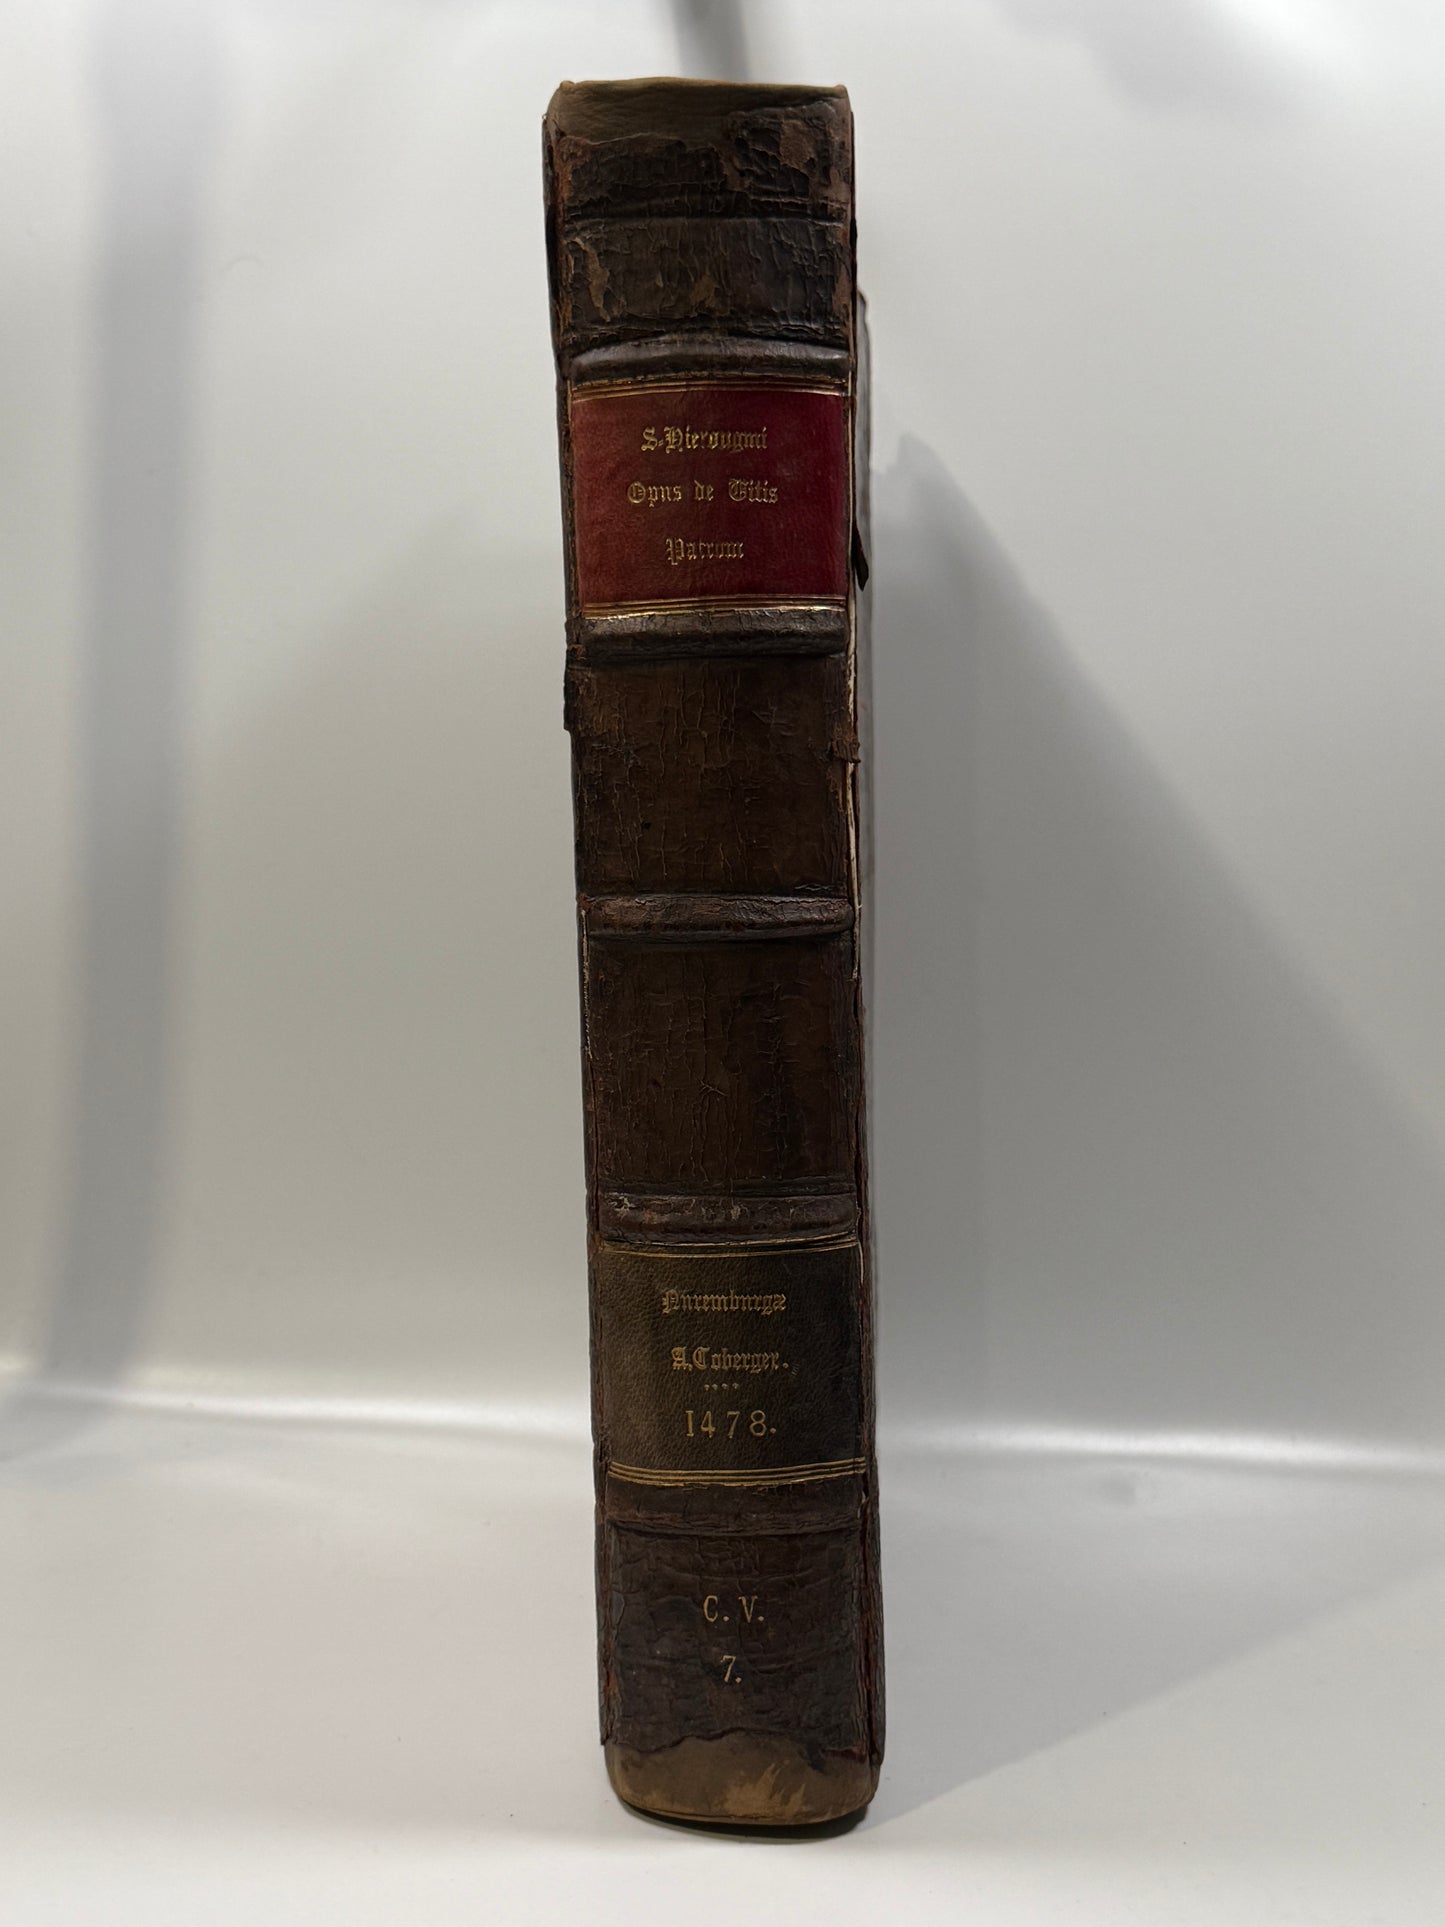 S. Hieronymi
Opus de Vitis
Patrum
Nuremburgæ
A. Coberger.
....
1478.
C. V.
7.